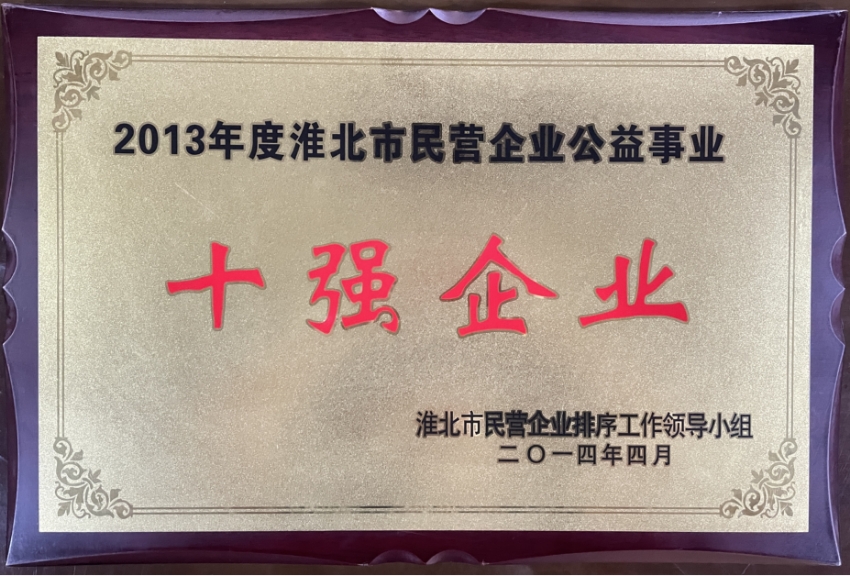 2013年度淮北市民营企业公益事业
十强企业
淮北市民营企业排序工作领导小组
二〇一四年四月